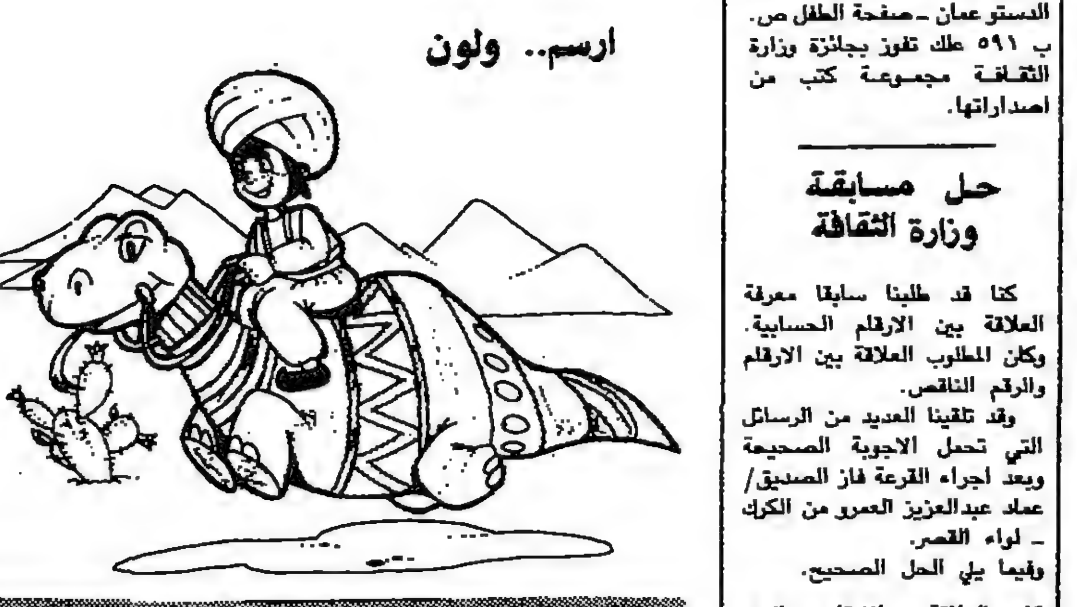 ارسم.. ولون
الدستو عمان ـ صفحة الطفل ص.
ب ٥٩١ علك تفوز بجائزة وزارة
الثقافة مجموعة كتب من
اصداراتها.
حل مسابقة
وزارة الثقافة
كنا قد طلبنا سابقا معرفة
العلاقة بين الارقام الحسابية.
وكان المطلوب العلاقة بين الارقام
والرقم الناقص.
وقد تلقينا العديد من الرسائل
التي تحمل الاجوبة الصحيحة
وبعد اجراء القرعة فاز الصديق/
عماد عبدالعزيز العمرو من الكرك
ـ لواء القصر.
وفيما يلي الحل الصحيح.